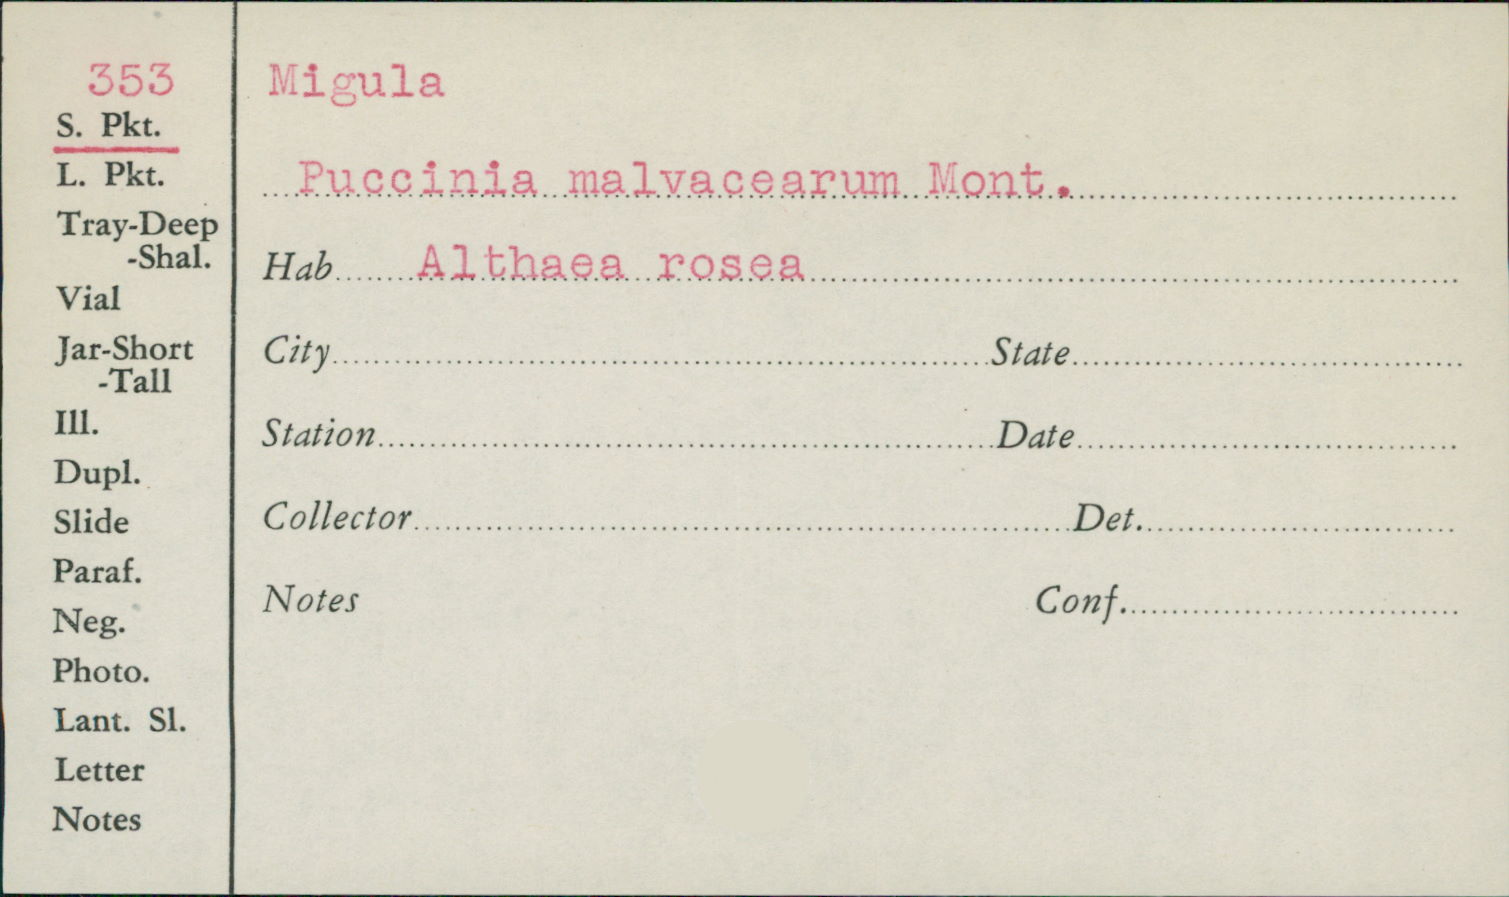 353
S. Pkt.
L. Pkt.
Tray-Deep
-Shal.
Vial
Jar-Short
-Tall
Ill.
Dupl.
Slide
Paraf.
Neg.
Photo.
Lant. Sl.
Letter
Notes
Migula
Puccinia malvacearum Mont.
Hab Althaea rosea
City State
Station Date
Collector Det.
Notes Conf.